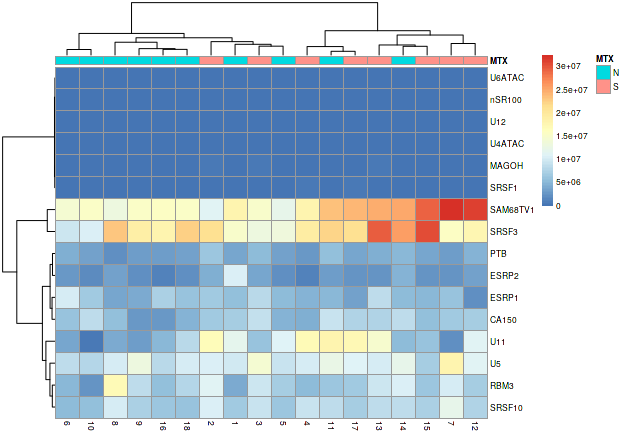 MTX
U6ATAC
nSR100
U12
U4ATAC
MAGOH
SRSF1
SAM68TV1
SRSF3
PTB
ESRP2
ESRP1
CA150
U11
U5
RBM3
SRSF10
6 10 8 9 16 18 2 1 3 5 4 11 17 13 14 15 7 12
3e+07
2.5e+07
2e+07
1.5e+07
1e+07
5e+06
0
MTX
N
S